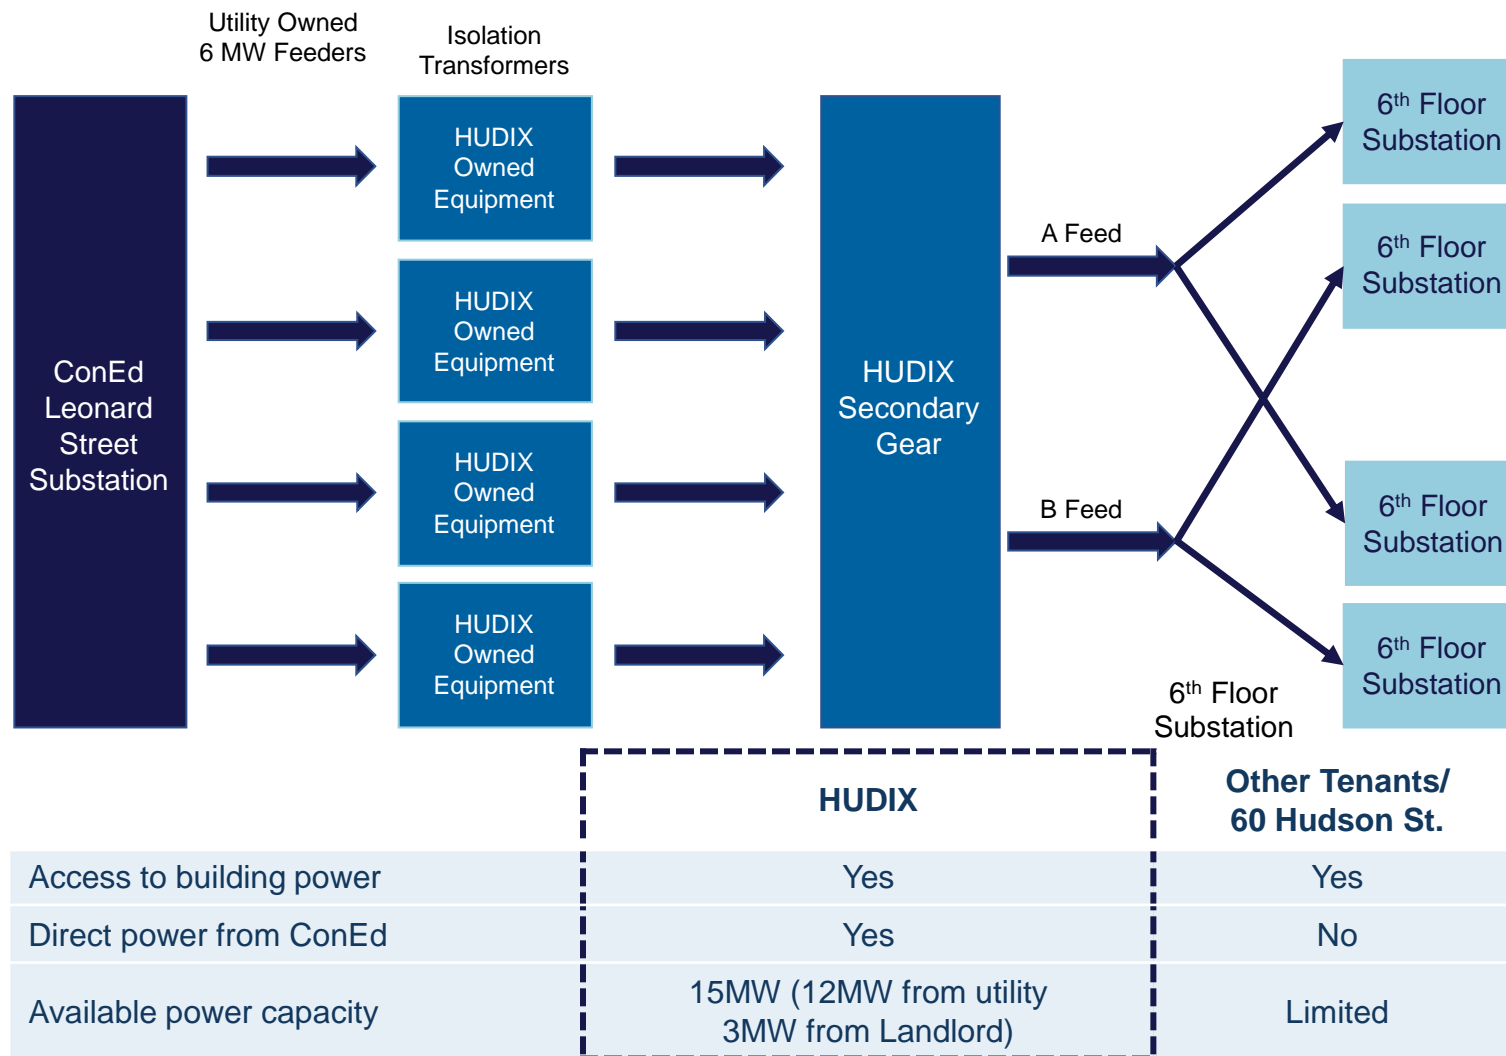 Utility Owned
6 MW Feeders
Isolation
Transformers
ConEd
Leonard
Street
Substation
HUDIX
Owned
Equipment
HUDIX
Owned
Equipment
HUDIX
Owned
Equipment
HUDIX
Owned
Equipment
HUDIX
Secondary
Gear
A Feed
B Feed
6th Floor
Substation
6th Floor
Substation
6th Floor
Substation
6th Floor
Substation
6th Floor
Substation
HUDIX
Other Tenants/
60 Hudson St.
Access to building power Yes Yes
Direct power from ConEd Yes No
Available power capacity 15MW (12MW from utility
3MW from Landlord) Limited